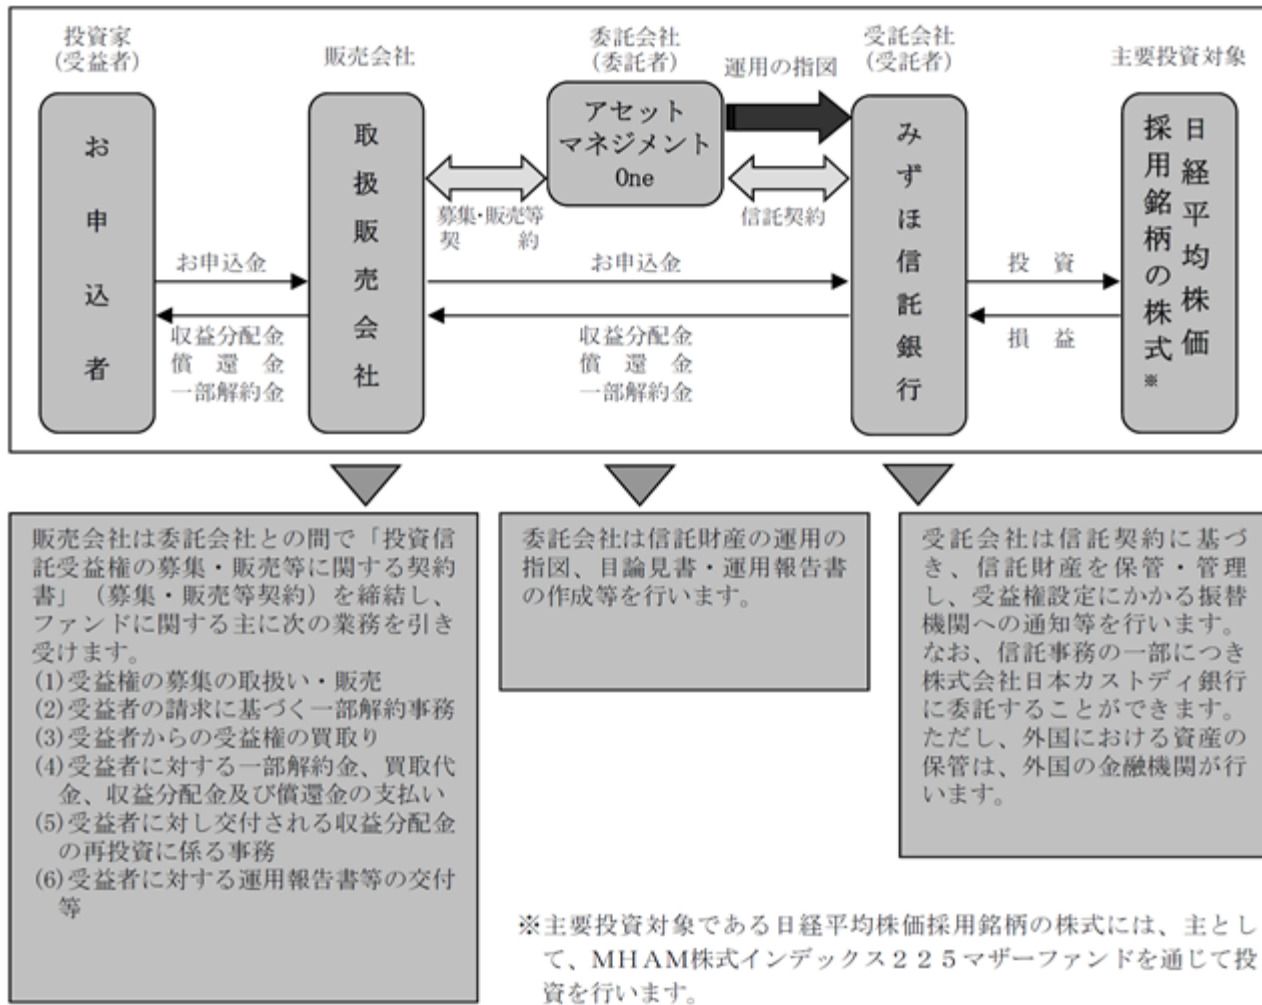 投資家
(受益者)
販売会社
委託会社
(委託者)
運用の指図
受託会社
(受託者)
主要投資対象
お申込者
取扱販売会社
アセット
マネジメント
One
みずほ信託銀行
日経平均株価
採用銘柄の株式※
募集・販売等
契約
信託契約
お申込金
収益分配金
償還金
一部解約金
お申込金
収益分配金
償還金
一部解約金
投資
損益
販売会社は委託会社との間で「投資信
託受益権の募集・販売等に関する契約
書」(募集・販売等契約)を締結し、
ファンドに関する主に次の業務を引き
受けます。
(1)受益権の募集の取扱い・販売
(2)受益者の請求に基づく一部解約事務
(3)受益者からの受益権の買取り
(4)受益者に対する一部解約金、買取代
金、収益分配金及び償還金の支払い
(5)受益者に対し交付される収益分配金
の再投資に係る事務
(6)受益者に対する運用報告書等の交付
等
委託会社は信託財産の運用の
指図、目論見書・運用報告書
の作成等を行います。
受託会社は信託契約に基づ
き、信託財産を保管・管理
し、受益権設定にかかる振替
機関への通知等を行います。
なお、信託事務の一部につき
株式会社日本カストディ銀行
に委託することができます。
ただし、外国における資産の
保管は、外国の金融機関が行
います。
※主要投資対象である日経平均株価採用銘柄の株式には、主とし
て、MHAM株式インデックス225マザーファンドを通じて投
資を行います。